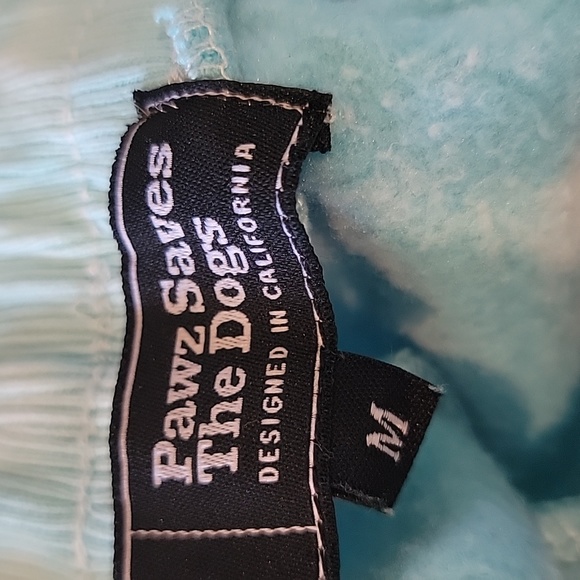 Pawz Saves
The Dogs
DESIGNED IN CALIFORNIA
M